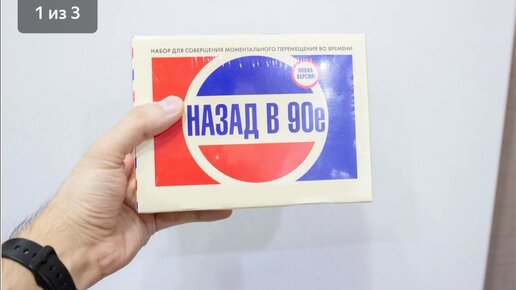 1 из 3
НАБОР ДЛЯ СОВЕРШЕНИЯ МОМЕНТАЛЬНОГО ПЕРЕМЕЩЕНИЯ ВО ВРЕМЕНИ
НОВАЯ
ВЕРСИЯ!
НАЗАД В 90е